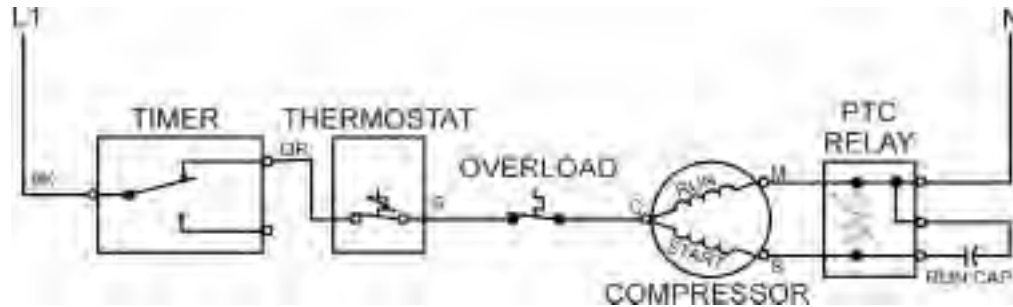 L1
N
TIMER
THERMOSTAT
OVERLOAD
PTC
RELAY
BK
OR
C
RUN
START
M
S
RUN CAP
COMPRESSOR